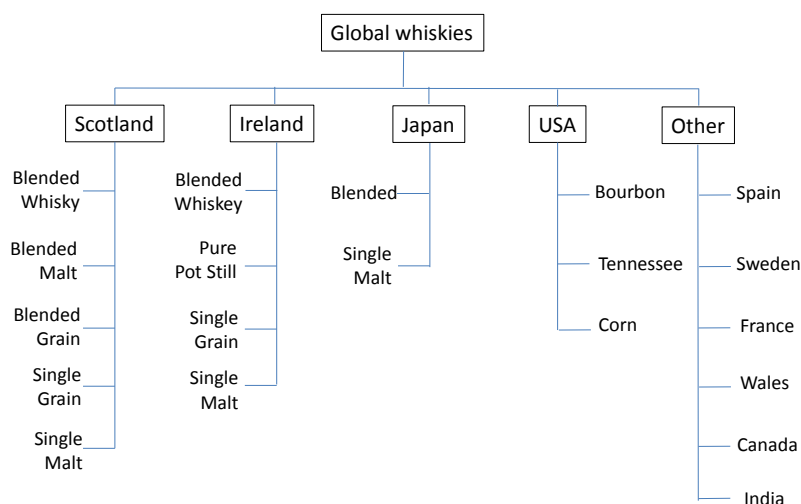 Global whiskies
Scotland
Ireland
Japan
USA
Other
Blended
Whisky
Blended
Malt
Blended
Grain
Single
Grain
Single
Malt
Blended
Whiskey
Pure
Pot Still
Single
Grain
Single
Malt
Blended
Single
Malt
Bourbon
Tennessee
Corn
Spain
Sweden
France
Wales
Canada
India